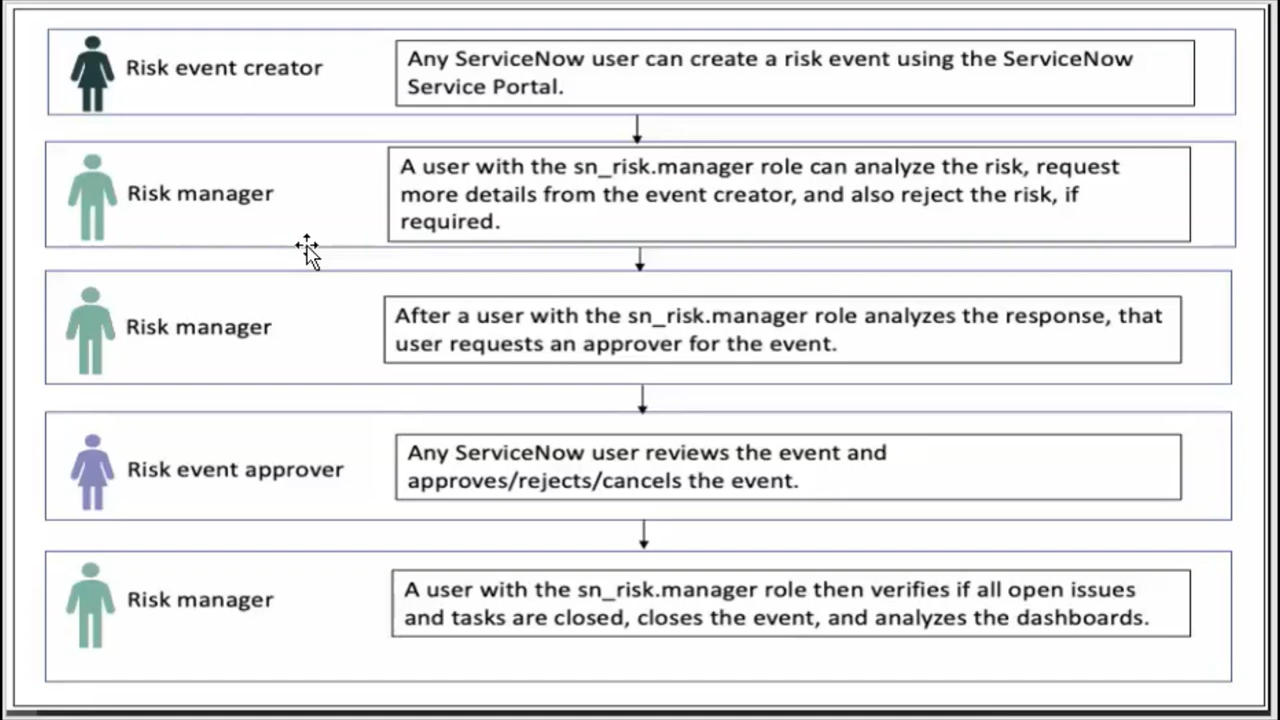 Risk event creator
Any ServiceNow user can create a risk event using the ServiceNow
Service Portal.
Risk manager
A user with the sn_risk.manager role can analyze the risk, request
more details from the event creator, and also reject the risk, if
required.
Risk manager
After a user with the sn_risk.manager role analyzes the response, that
user requests an approver for the event.
Risk event approver
Any ServiceNow user reviews the event and
approves/rejects/cancels the event.
Risk manager
A user with the sn_risk.manager role then verifies if all open issues
and tasks are closed, closes the event, and analyzes the dashboards.